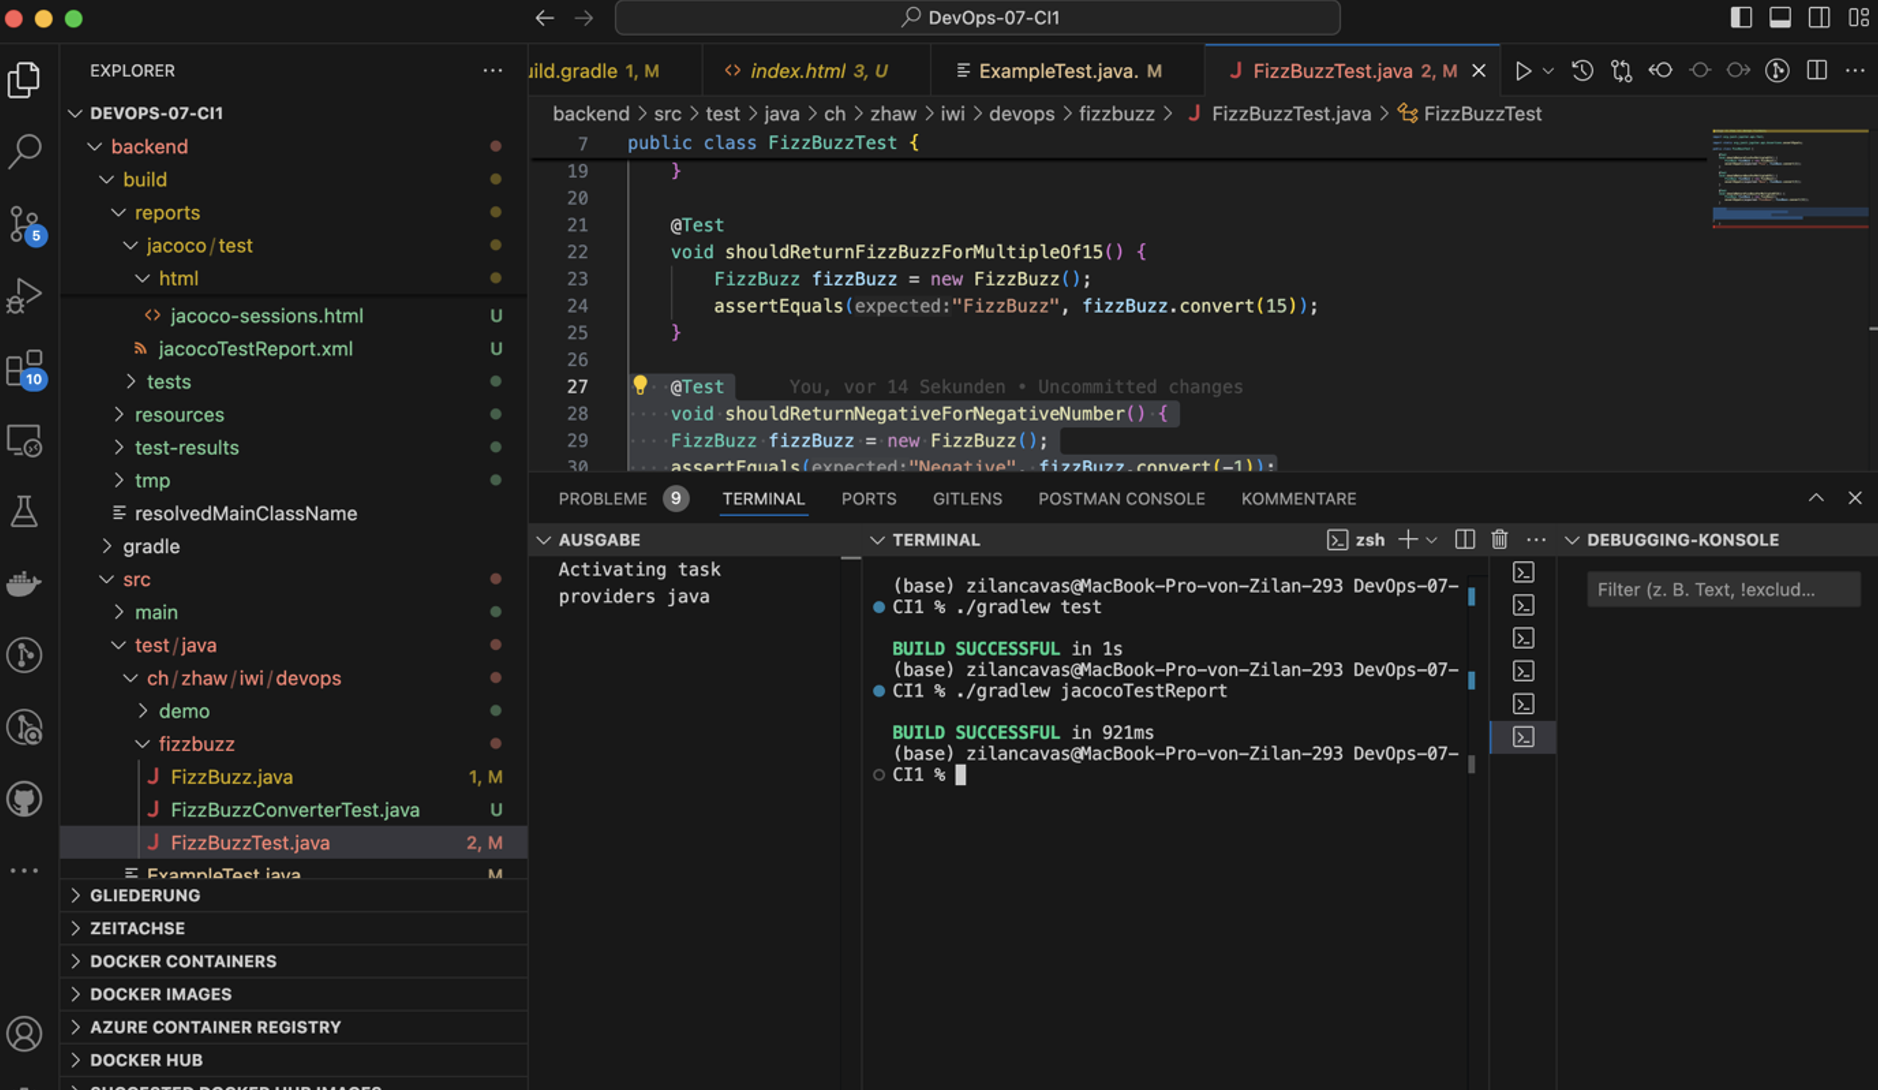 DevOps-07-CI1
EXPLORER
DEVOPS-07-CI1
backend
build
reports
jacoco/test
html
jacoco-sessions.html U
jacocoTestReport.xml U
tests
resources
test-results
tmp
resolvedMainClassName
gradle
src
main
test/java
ch/zhaw/iwi/devops
demo
fizzbuzz
FizzBuzz.java 1, M
FizzBuzzConverterTest.java U
FizzBuzzTest.java 2, M
ExampleTest.java M
GLIEDERUNG
ZEITACHSE
DOCKER CONTAINERS
DOCKER IMAGES
AZURE CONTAINER REGISTRY
DOCKER HUB
SUGGESTED DOCKER HUB IMAGES
5
10
uild.gradle 1, M
index.html 3, U
ExampleTest.java. M
FizzBuzzTest.java 2, M
backend > src > test > java > ch > zhaw > iwi > devops > fizzbuzz > FizzBuzzTest.java > FizzBuzzTest
7 public class FizzBuzzTest {
19 }
20
21 @Test
22 void shouldReturnFizzBuzzForMultipleOf15() {
23 FizzBuzz fizzBuzz = new FizzBuzz();
24 assertEquals(expected:"FizzBuzz", fizzBuzz.convert(15));
25 }
26
27 @Test You, vor 14 Sekunden • Uncommitted changes
28 void shouldReturnNegativeForNegativeNumber() {
29 FizzBuzz fizzBuzz = new FizzBuzz();
30 assertEquals(expected:"Negative", fizzBuzz.convert(-1));
PROBLEME 9 TERMINAL PORTS GITLENS POSTMAN CONSOLE KOMMENTARE
AUSGABE
Activating task
providers java
TERMINAL
zsh
(base) zilancavas@MacBook-Pro-von-Zilan-293 DevOps-07-
CI1 % ./gradlew test
BUILD SUCCESSFUL in 1s
(base) zilancavas@MacBook-Pro-von-Zilan-293 DevOps-07-
CI1 % ./gradlew jacocoTestReport
BUILD SUCCESSFUL in 921ms
(base) zilancavas@MacBook-Pro-von-Zilan-293 DevOps-07-
CI1 %
DEBUGGING-KONSOLE
Filter (z. B. Text, !exclud...